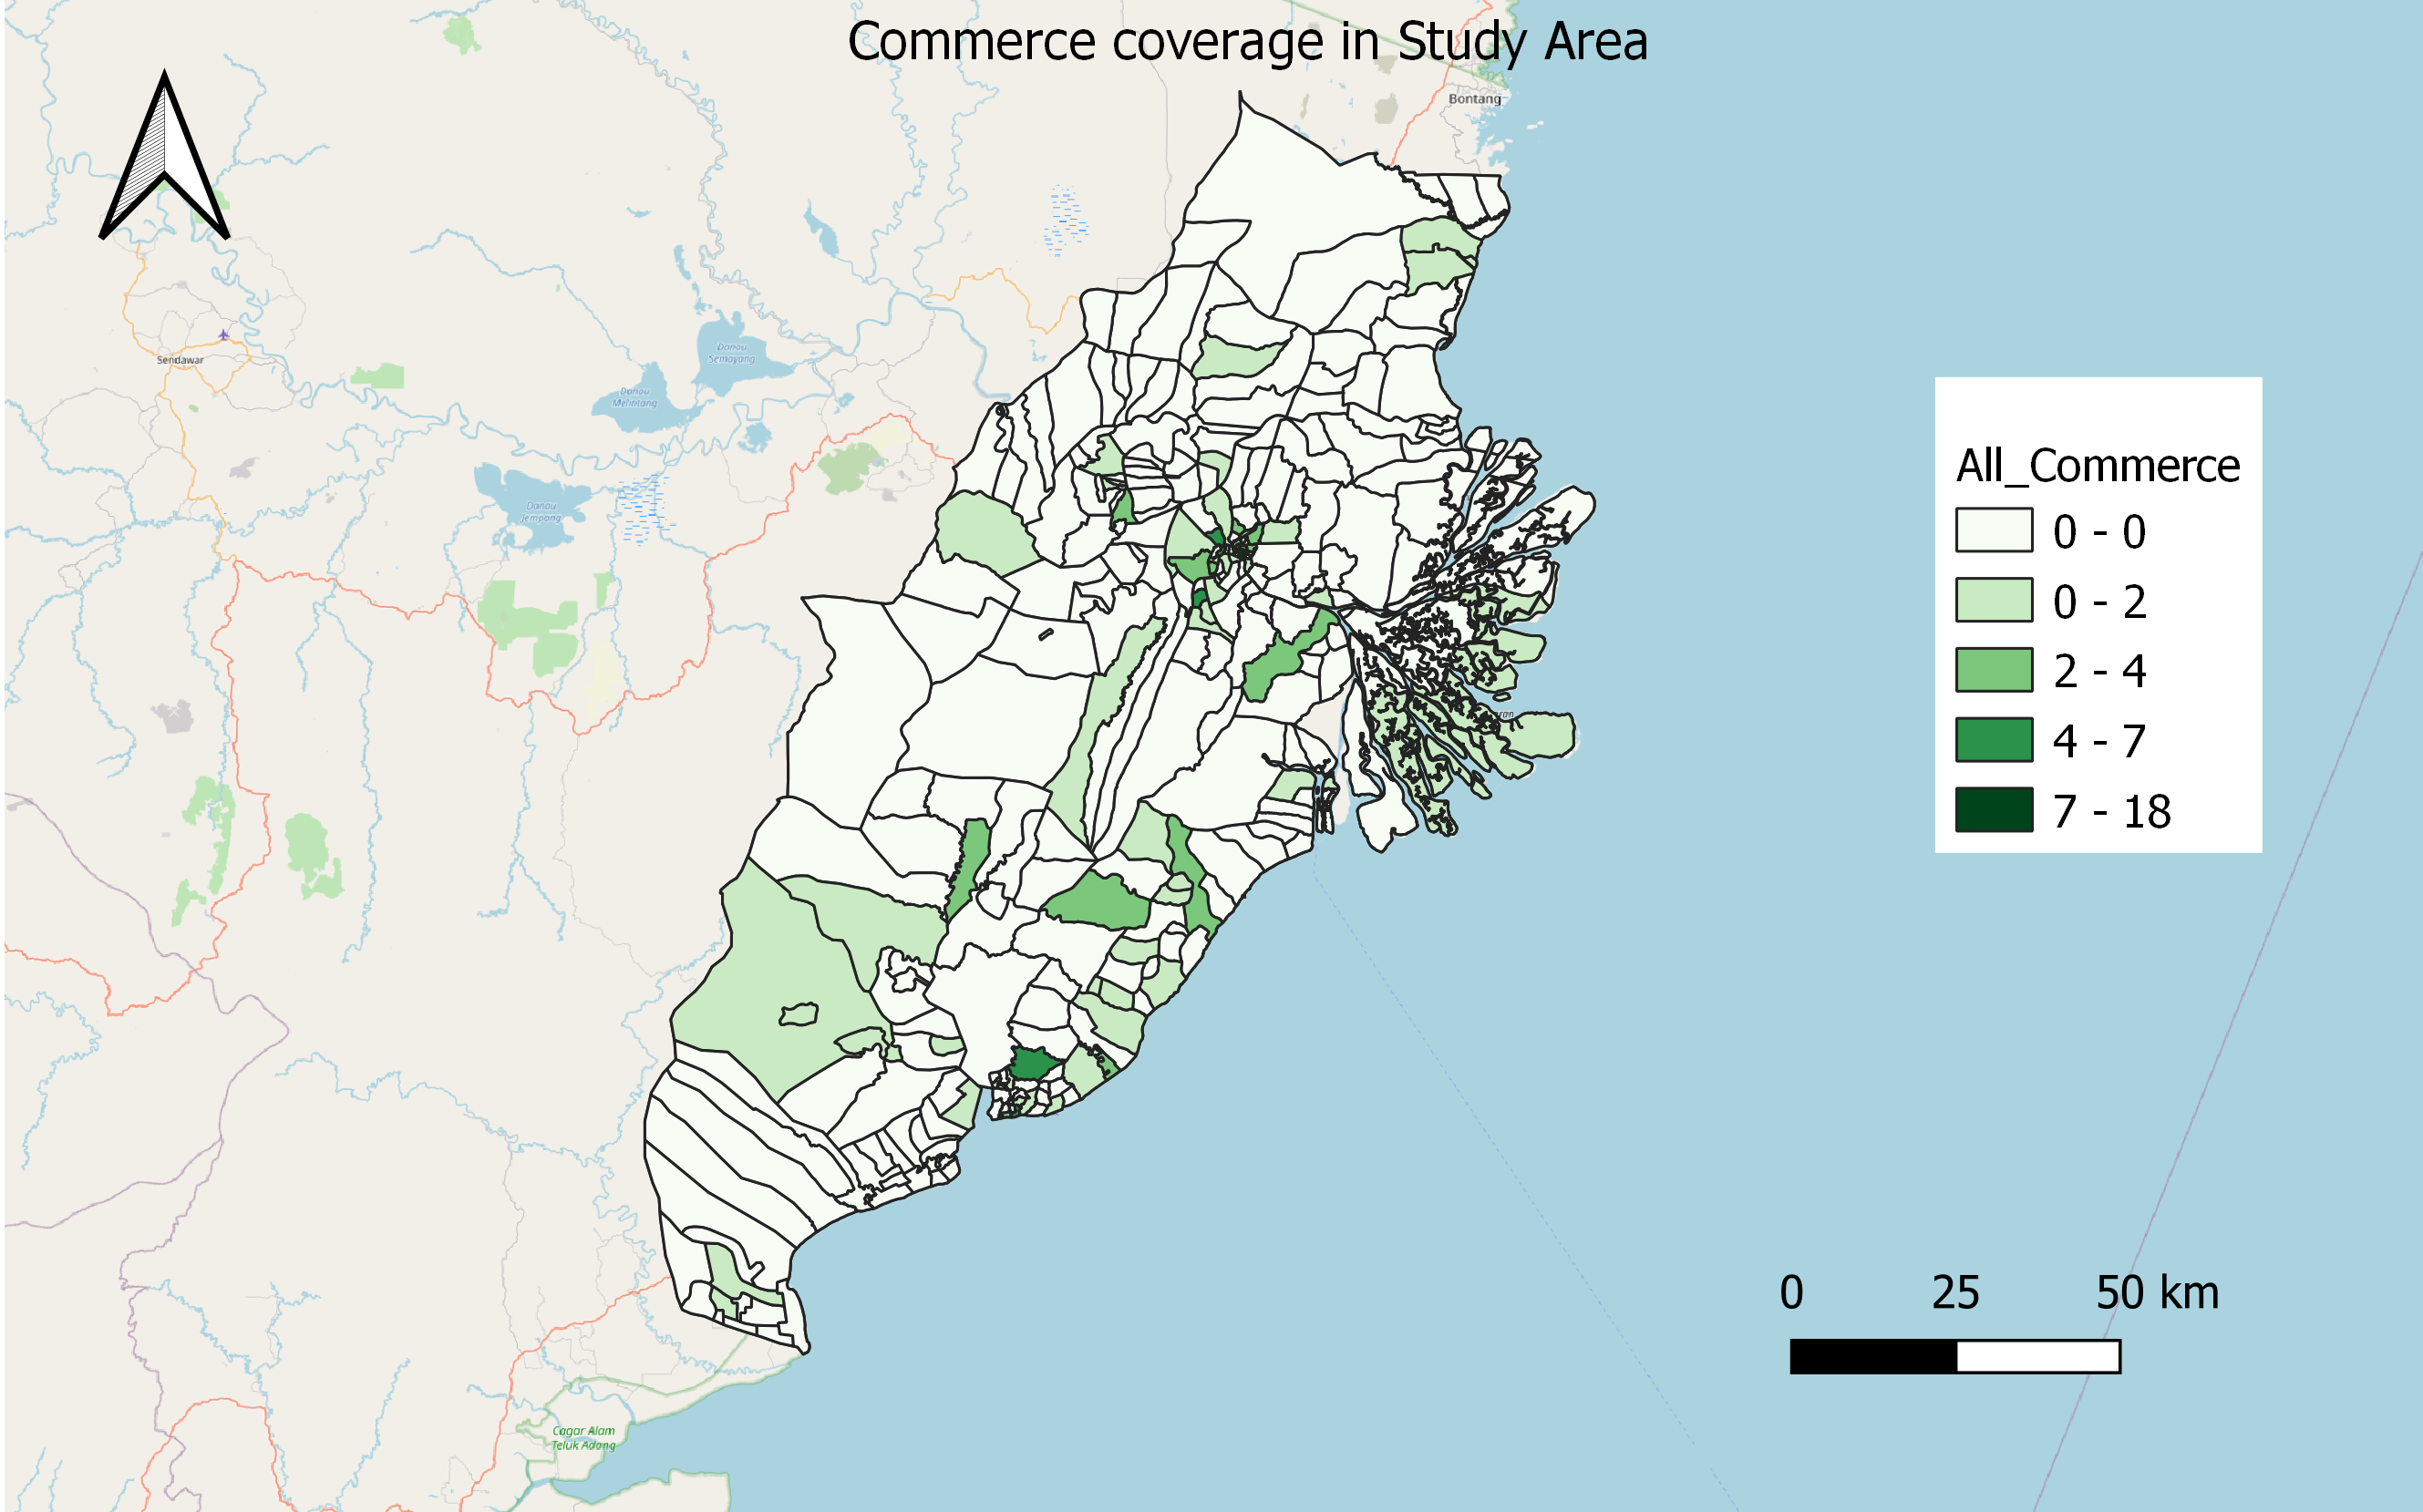 Commerce coverage in Study Area
Bontang
Danau
Semayang
Sendawar
Danau
Melintang
All_Commerce
Danau
Jempang
0 - 0
0 - 2
2 - 4
4 - 7
7 - 18
0 25 50 km
Cagar Alam
Teluk Adang